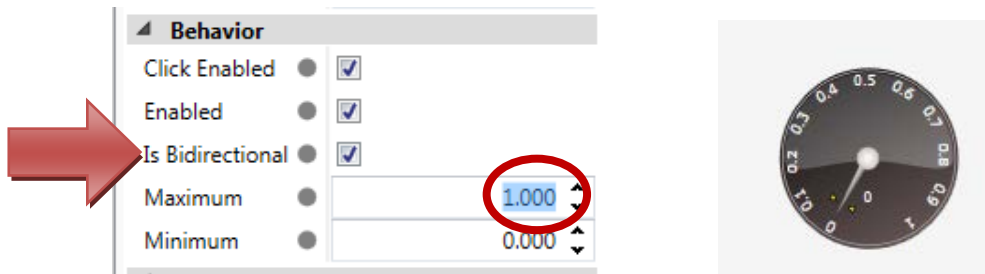 Behavior
Click Enabled
Enabled
Is Bidirectional
Maximum 1.000
Minimum 0.000
0 0.1 0.2 0.3 0.4 0.5 0.6 0.7 0.8 0.9 1
0